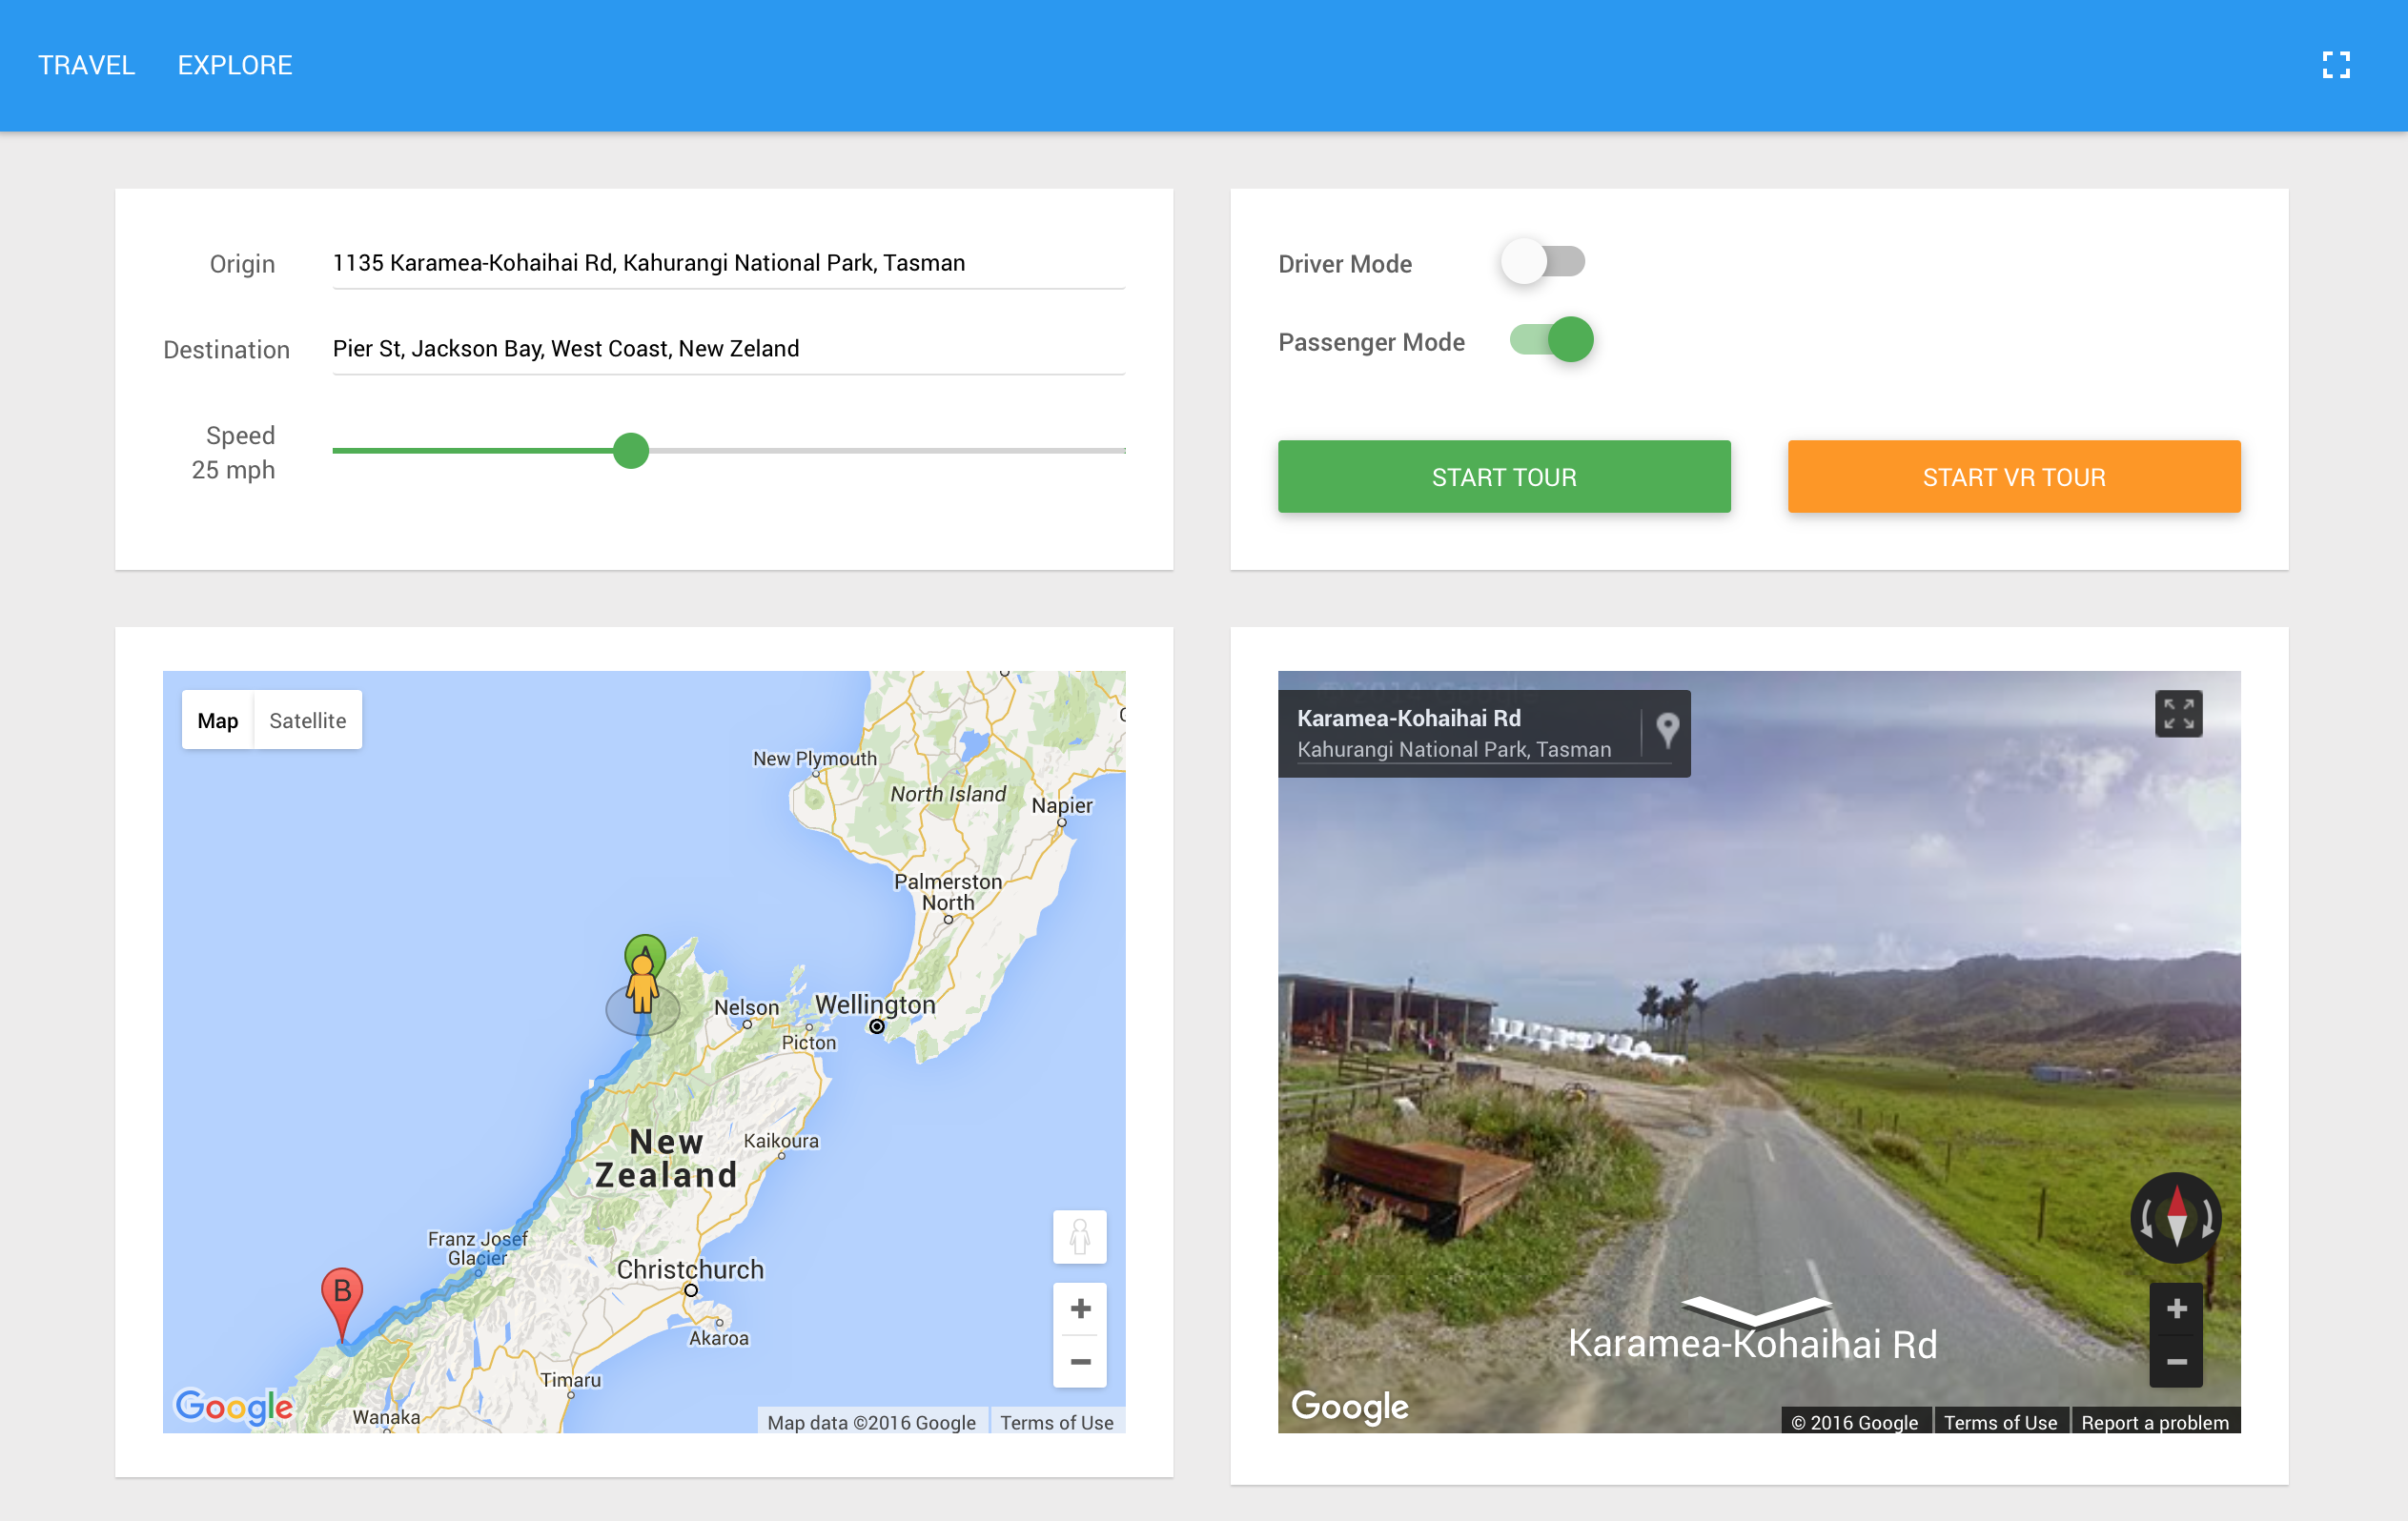 TRAVEL EXPLORE
Origin
1135 Karamea-Kohaihai Rd, Kahurangi National Park, Tasman
Destination
Pier St, Jackson Bay, West Coast, New Zeland
Speed
25 mph
Driver Mode
Passenger Mode
START TOUR
START VR TOUR
Map
Satellite
New Plymouth
North Island
Napier
Palmerston
North
Nelson
Wellington
Picton
A
New
Zealand
Kaikoura
Franz Josef
Glacier
B
Christchurch
Akaroa
Timaru
Wanaka
Google
Map data ©2016 Google
Terms of Use
Karamea-Kohaihai Rd
Kahurangi National Park, Tasman
Karamea-Kohaihai Rd
Google
© 2016 Google
Terms of Use
Report a problem